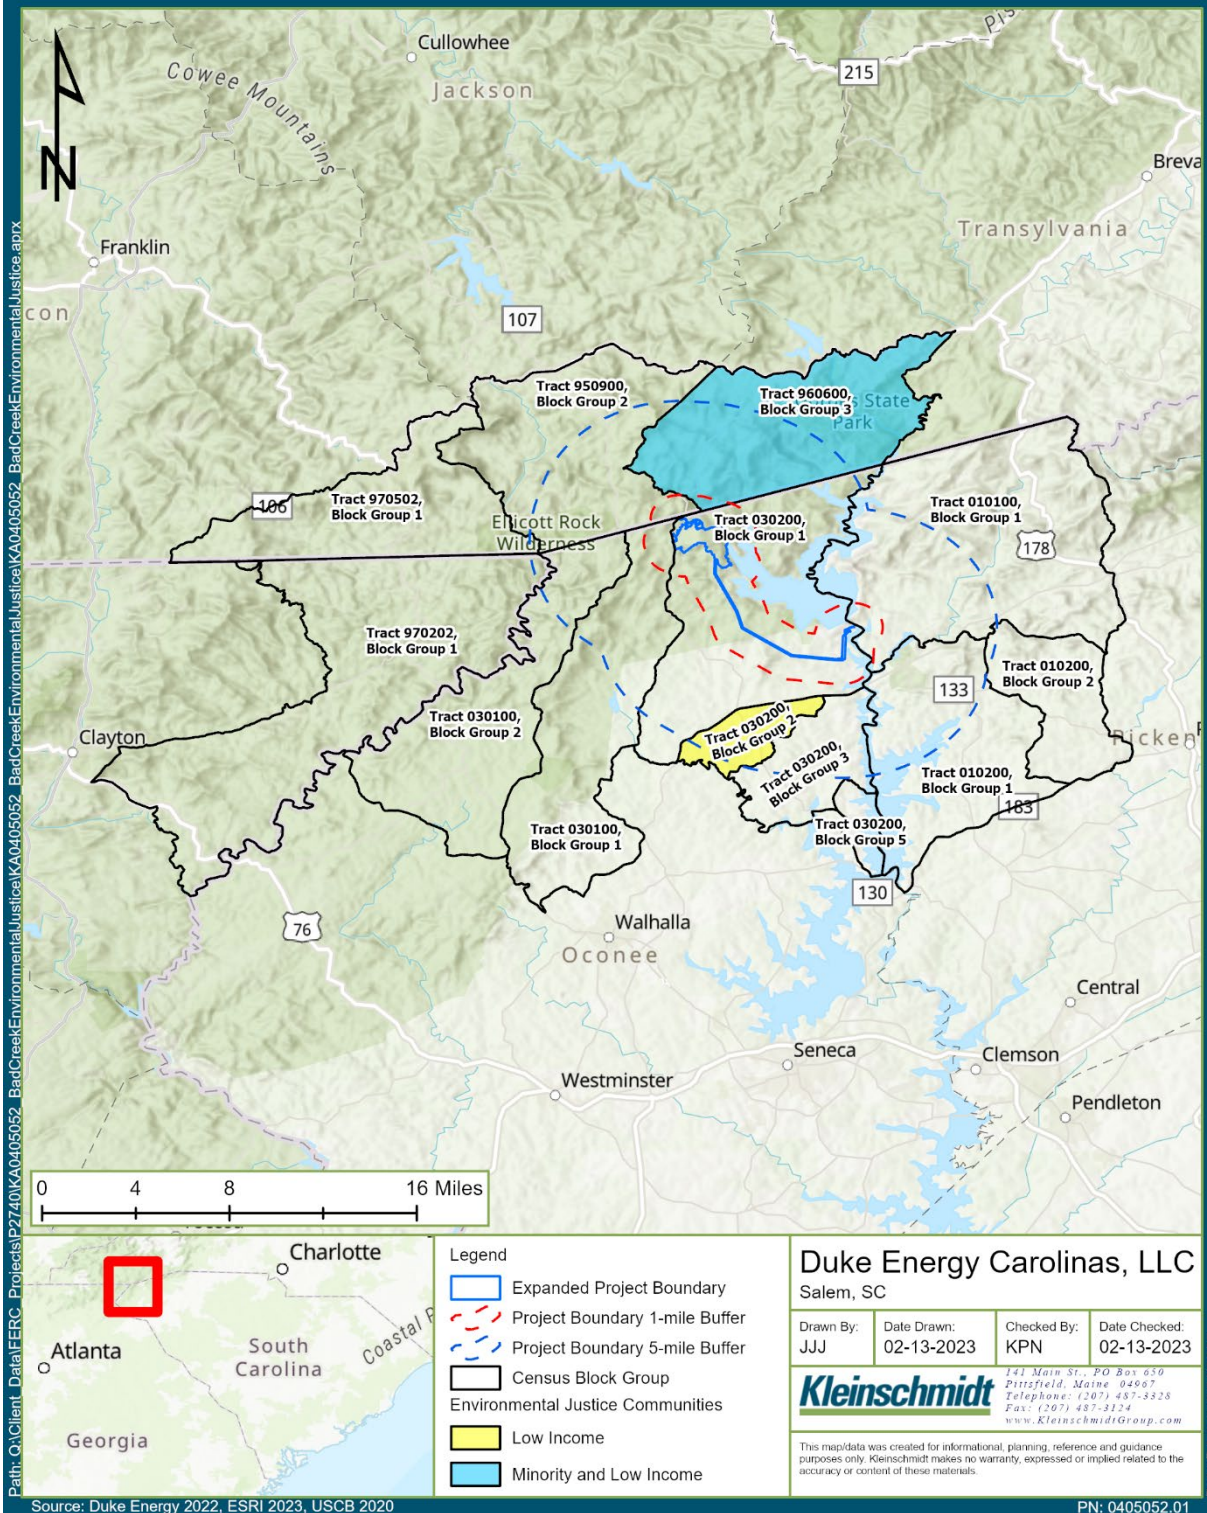 Cullowhee
215
Pis
Cowee Mountains
Jackson
N
Breva
Transylvania
Franklin
con
107
Tract 950900,
Block Group 2
Tract 960600,
Block Group 3
s State
Park
Tract 970502,
Block Group 1
106
Ellicott Rock
Wilderness
Tract 030200,
Block Group 1
Tract 010100,
Block Group 1
178
Tract 970202,
Block Group 1
Tract 010200,
Block Group 2
133
Tract 030100,
Block Group 2
Tract 030200,
Block Group 2
Clayton
Picken
Tract 030200,
Block Group 3
Tract 010200,
Block Group 1
183
Tract 030100,
Block Group 1
Tract 030200,
Block Group 5
130
76
Walhalla
Oconee
Central
Seneca
Clemson
Westminster
Pendleton
0 4 8 16 Miles
Path: Q:\Client_Data\FERC_Projects\P2740\KA0405052_BadCreekEnvironmentalJustice\KA0405052_BadCreekEnvironmentalJustice\KA0405052_BadCreekEnvironmentalJustice.aprx
Charlotte
Atlanta
South
Carolina
Coastal P
Georgia
Legend
Expanded Project Boundary
Project Boundary 1-mile Buffer
Project Boundary 5-mile Buffer
Census Block Group
Environmental Justice Communities
Low Income
Minority and Low Income
Duke Energy Carolinas, LLC
Salem, SC
Drawn By:
JJJ
Date Drawn:
02-13-2023
Checked By:
KPN
Date Checked:
02-13-2023
Kleinschmidt
141 Main St., PO Box 650
Pittsfield, Maine 04967
Telephone: (207) 487-3328
Fax: (207) 487-3124
www.KleinschmidtGroup.com
This map/data was created for informational, planning, reference and guidance
purposes only. Kleinschmidt makes no warranty, expressed or implied related to the
accuracy or content of these materials.
Source: Duke Energy 2022, ESRI 2023, USCB 2020
PN: 0405052.01